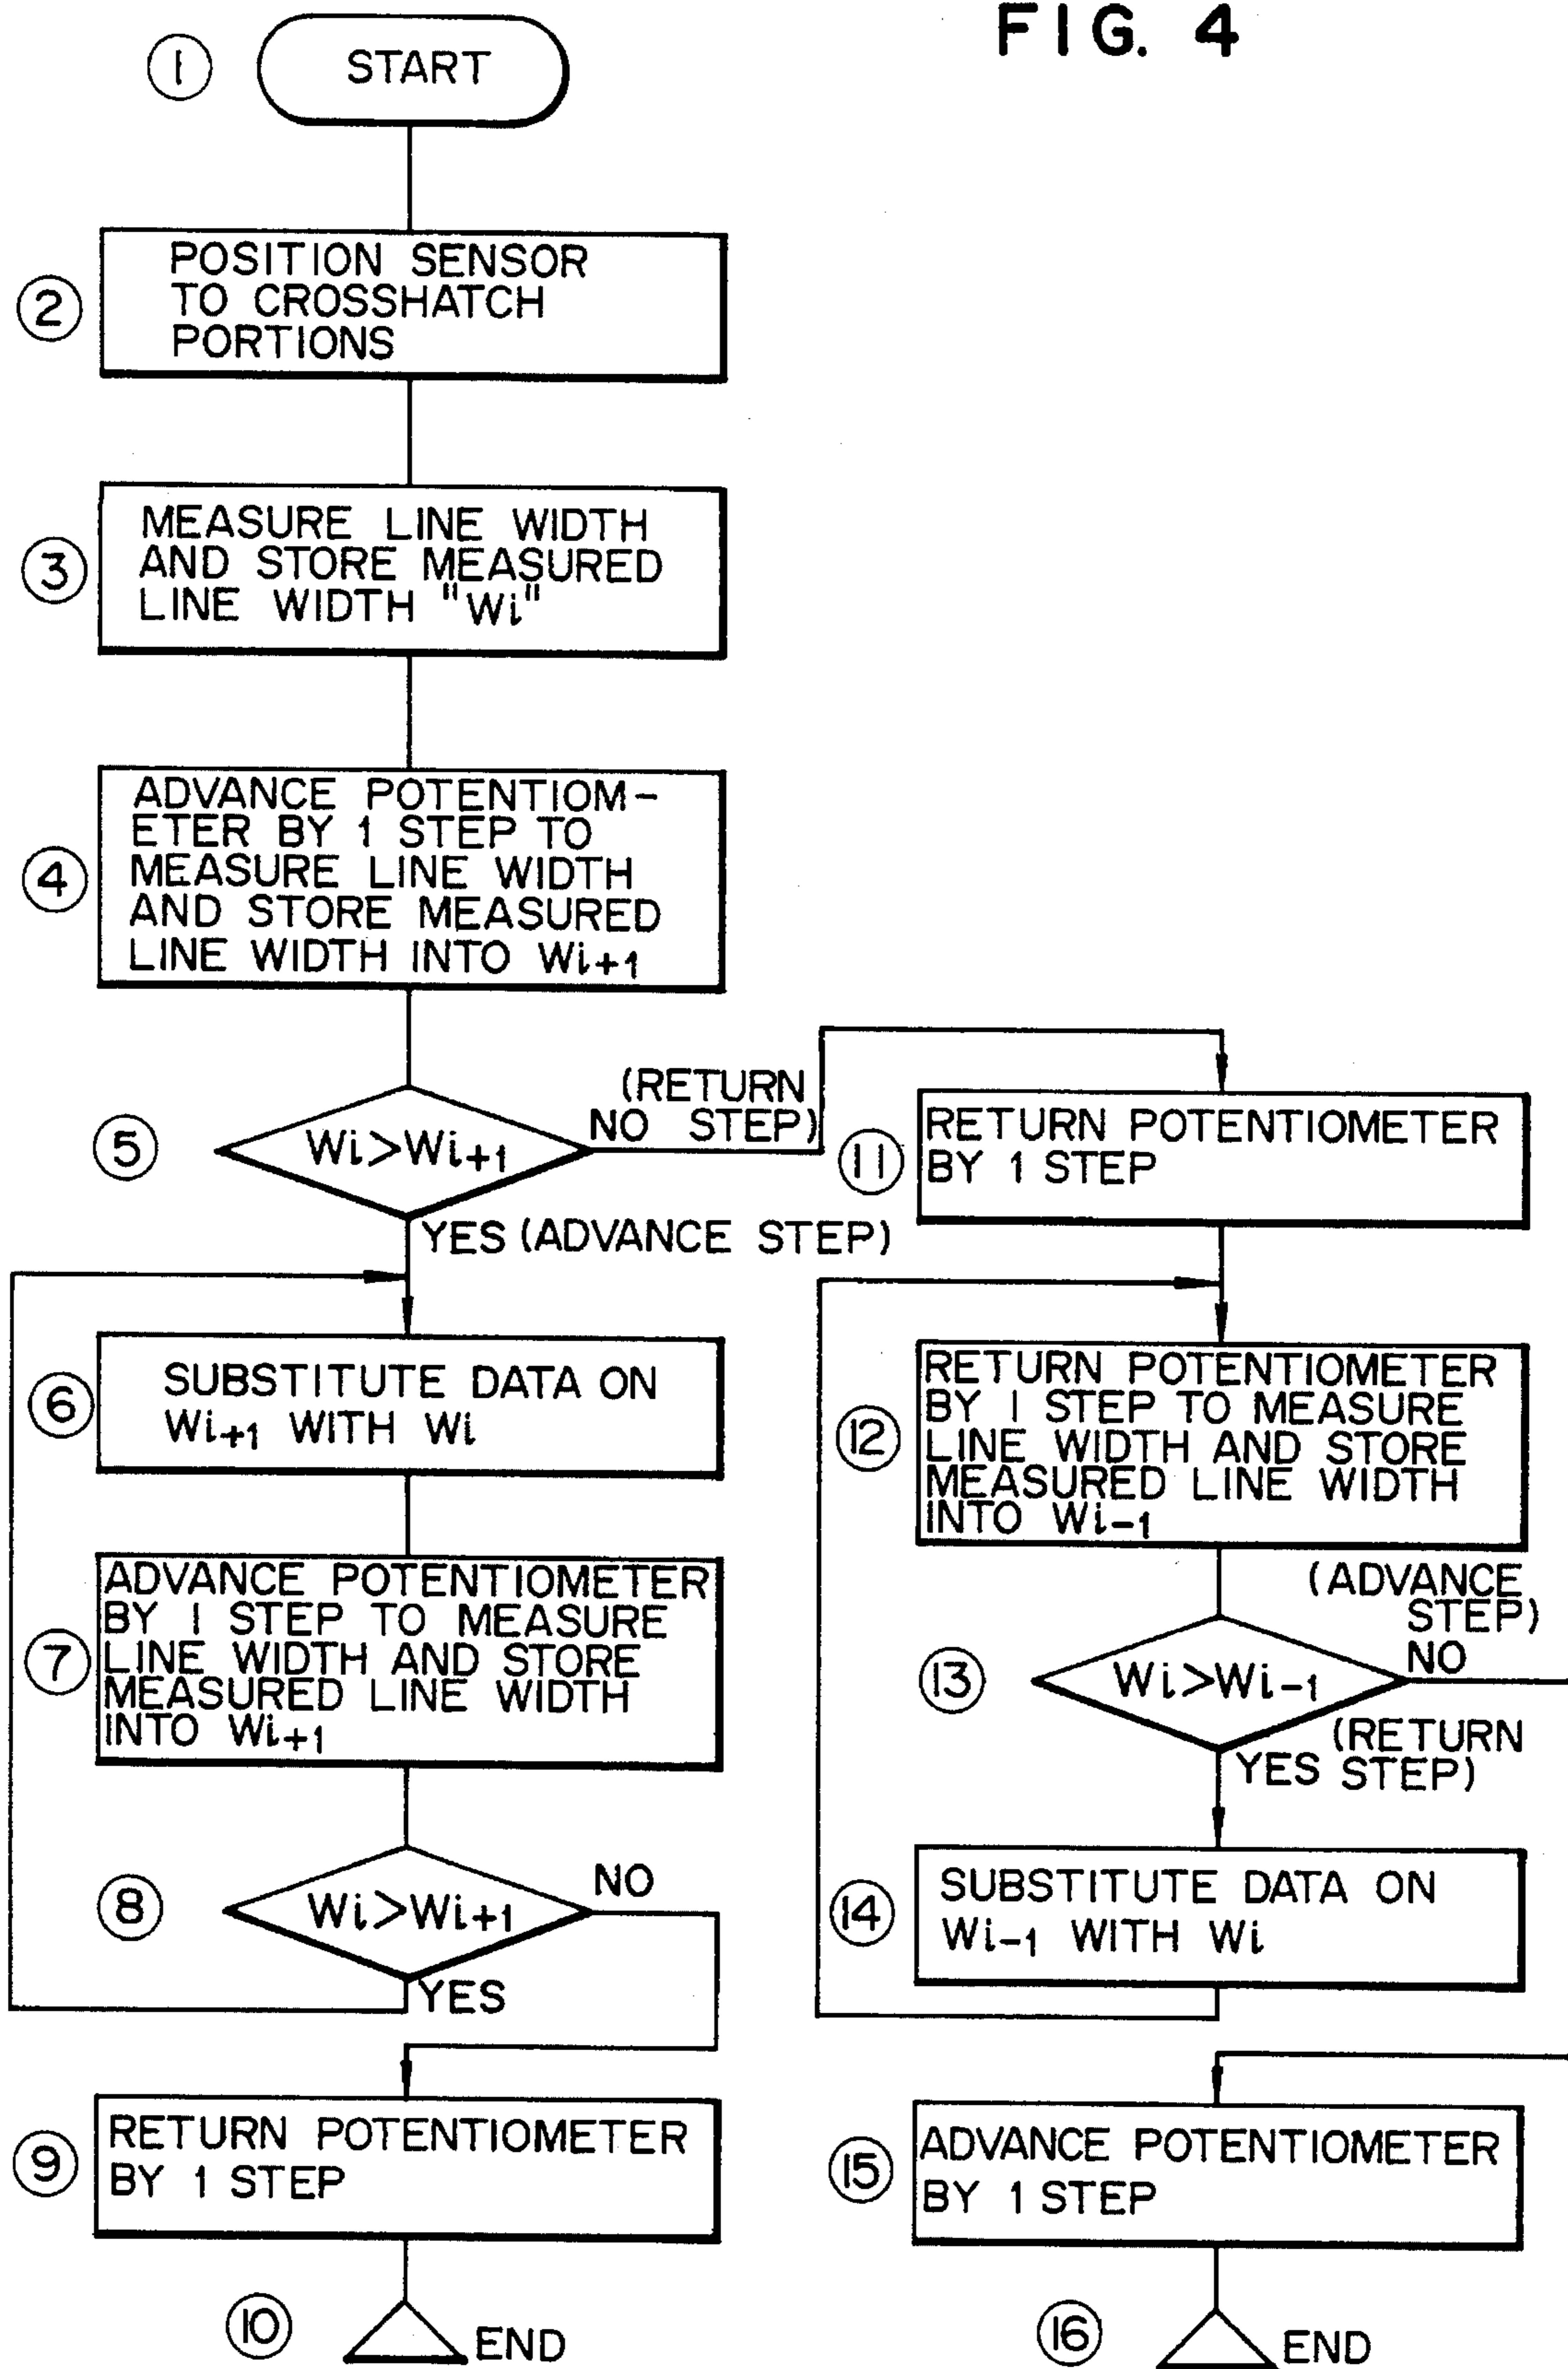 FIG. 4
① START
②
POSITION SENSOR
TO CROSSHATCH
PORTIONS
③
MEASURE LINE WIDTH
AND STORE MEASURED
LINE WIDTH "Wi"
④
ADVANCE POTENTIOM-
ETER BY 1 STEP TO
MEASURE LINE WIDTH
AND STORE MEASURED
LINE WIDTH INTO Wi+1
⑤ Wi>Wi+1
(RETURN
NO STEP)
YES (ADVANCE STEP)
⑥
SUBSTITUTE DATA ON
Wi+1 WITH Wi
⑦
ADVANCE POTENTIOMETER
BY 1 STEP TO MEASURE
LINE WIDTH AND STORE
MEASURED LINE WIDTH
INTO Wi+1
⑧ Wi>Wi+1 NO
YES
⑨
RETURN POTENTIOMETER
BY 1 STEP
⑩ END
⑪
RETURN POTENTIOMETER
BY 1 STEP
⑫
RETURN POTENTIOMETER
BY 1 STEP TO MEASURE
LINE WIDTH AND STORE
MEASURED LINE WIDTH
INTO Wi-1
(ADVANCE
STEP)
⑬ Wi>Wi-1 NO
(RETURN
YES STEP)
⑭
SUBSTITUTE DATA ON
Wi-1 WITH Wi
⑮
ADVANCE POTENTIOMETER
BY 1 STEP
⑯ END